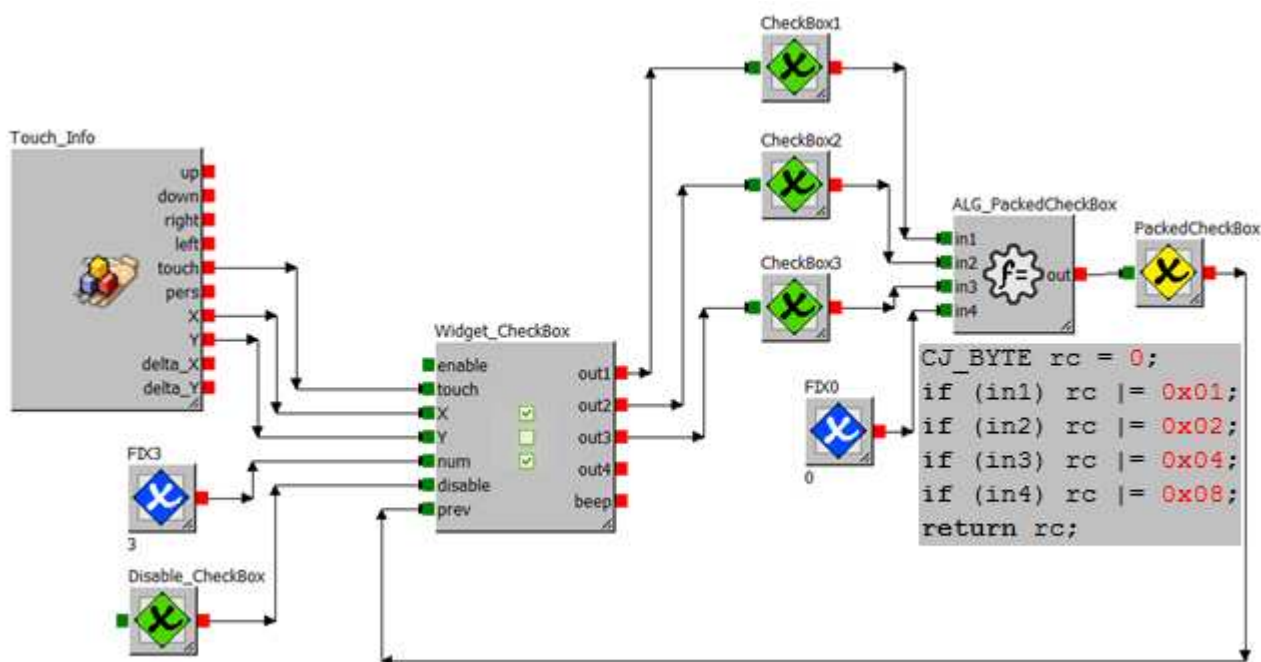 CheckBox1
Touch_Info
up
down
right
left
touch
pers
X
Y
delta_X
delta_Y
CheckBox2
CheckBox3
ALG_PackedCheckBox
in1
in2
in3
in4
out
PackedCheckBox
Widget_CheckBox
enable
touch
X
Y
num
disable
prev
out1
out2
out3
out4
beep
FIX3
3
Disable_CheckBox
FIX0
0
CJ_BYTE rc = 0;
if (in1) rc |= 0x01;
if (in2) rc |= 0x02;
if (in3) rc |= 0x04;
if (in4) rc |= 0x08;
return rc;